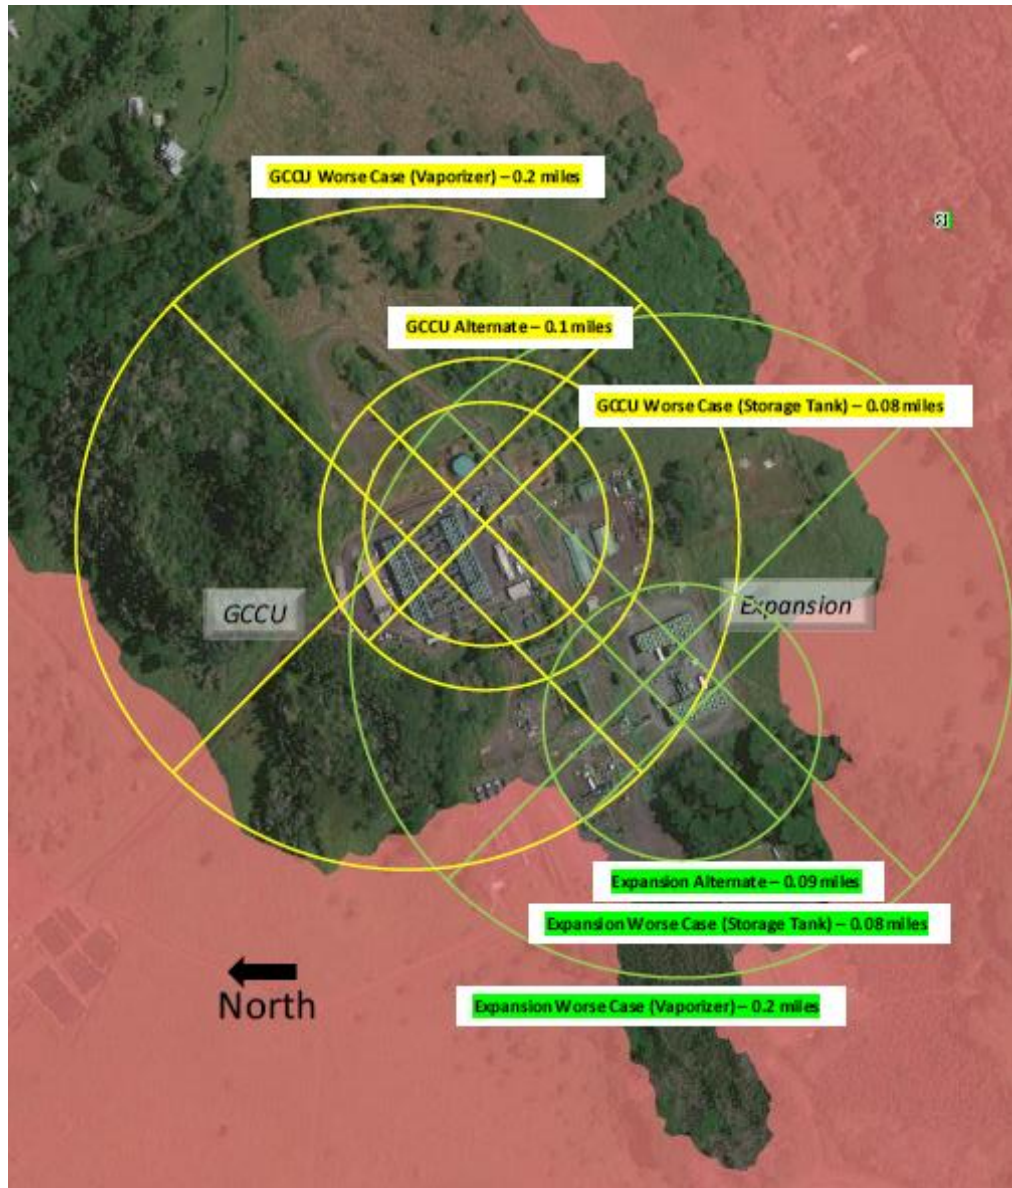 GCCU Worse Case (Vaporizer) – 0.2 miles
GCCU Alternate – 0.1 miles
GCCU Worse Case (Storage Tank) – 0.08 miles
GCCU
Expansion
Expansion Alternate – 0.09 miles
Expansion Worse Case (Storage Tank) – 0.08 miles
North
Expansion Worse Case (Vaporizer) – 0.2 miles